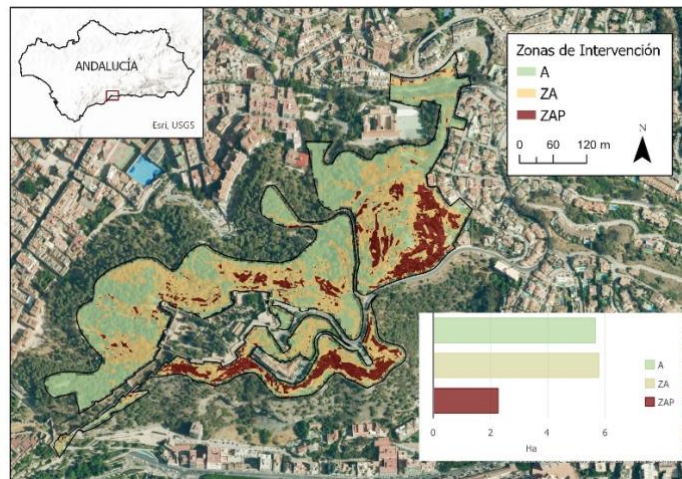 ANDALUCÍA
Esri, USGS
Zonas de Intervención
A
ZA
ZAP
0 60 120 m
N
A
ZA
ZAP
0 2 4 6
Ha